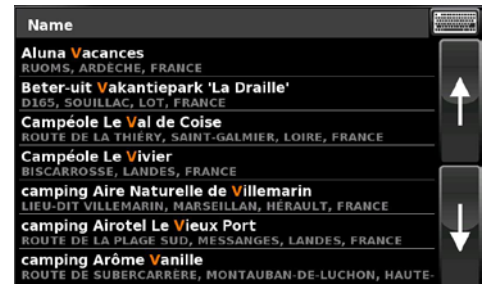 Name
Aluna Vacances
RUOMS, ARDÈCHE, FRANCE
Beter-uit Vakantiepark 'La Draille'
D165, SOUILLAC, LOT, FRANCE
Campéole Le Val de Coise
ROUTE DE LA THIÉRY, SAINT-GALMIER, LOIRE, FRANCE
Campéole Le Vivier
BISCARROSSE, LANDES, FRANCE
camping Aire Naturelle de Villemarin
LIEU-DIT VILLEMARIN, MARSEILLAN, HÉRAULT, FRANCE
camping Airotel Le Vieux Port
ROUTE DE LA PLAGE SUD, MESSANGES, LANDES, FRANCE
camping Arôme Vanille
ROUTE DE SUBERCARRÈRE, MONTAUBAN-DE-LUCHON, HAUTE-